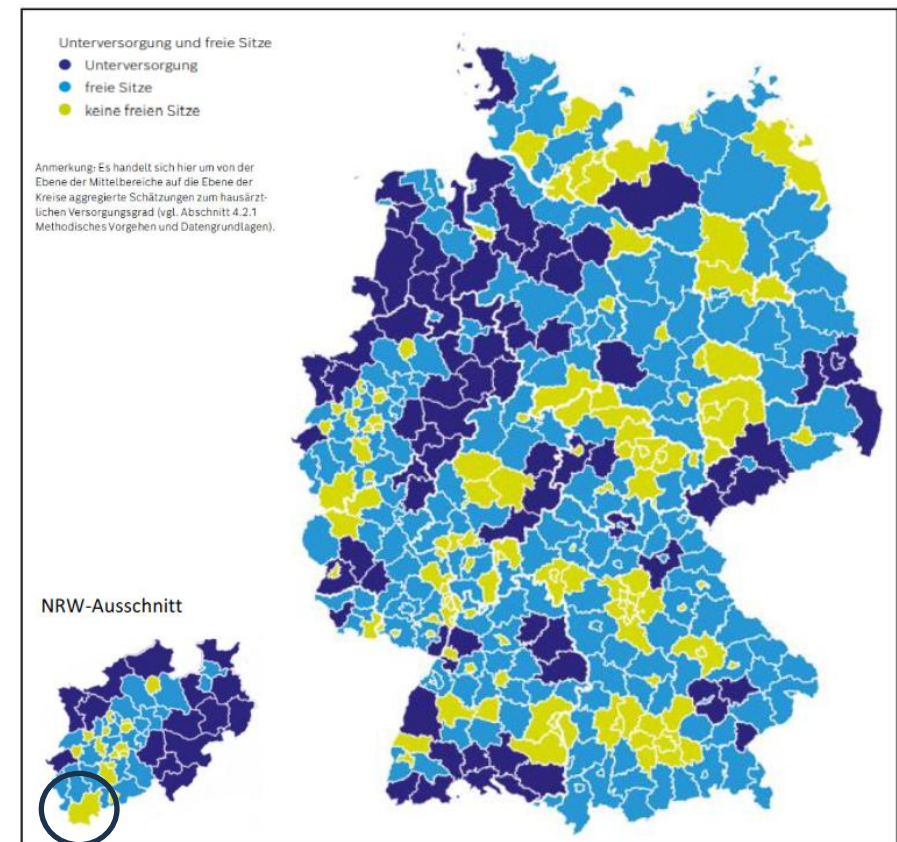 Unterversorgung und freie Sitze
Unterversorgung
freie Sitze
keine freien Sitze
Anmerkung: Es handelt sich hier um von der
Ebene der Mittelbereiche auf die Ebene der
Kreise aggregierte Schätzungen zum hausärzt-
lichen Versorgungsgrad (vgl. Abschnitt 4.2.1
Methodisches Vorgehen und Datengrundlagen).
NRW-Ausschnitt